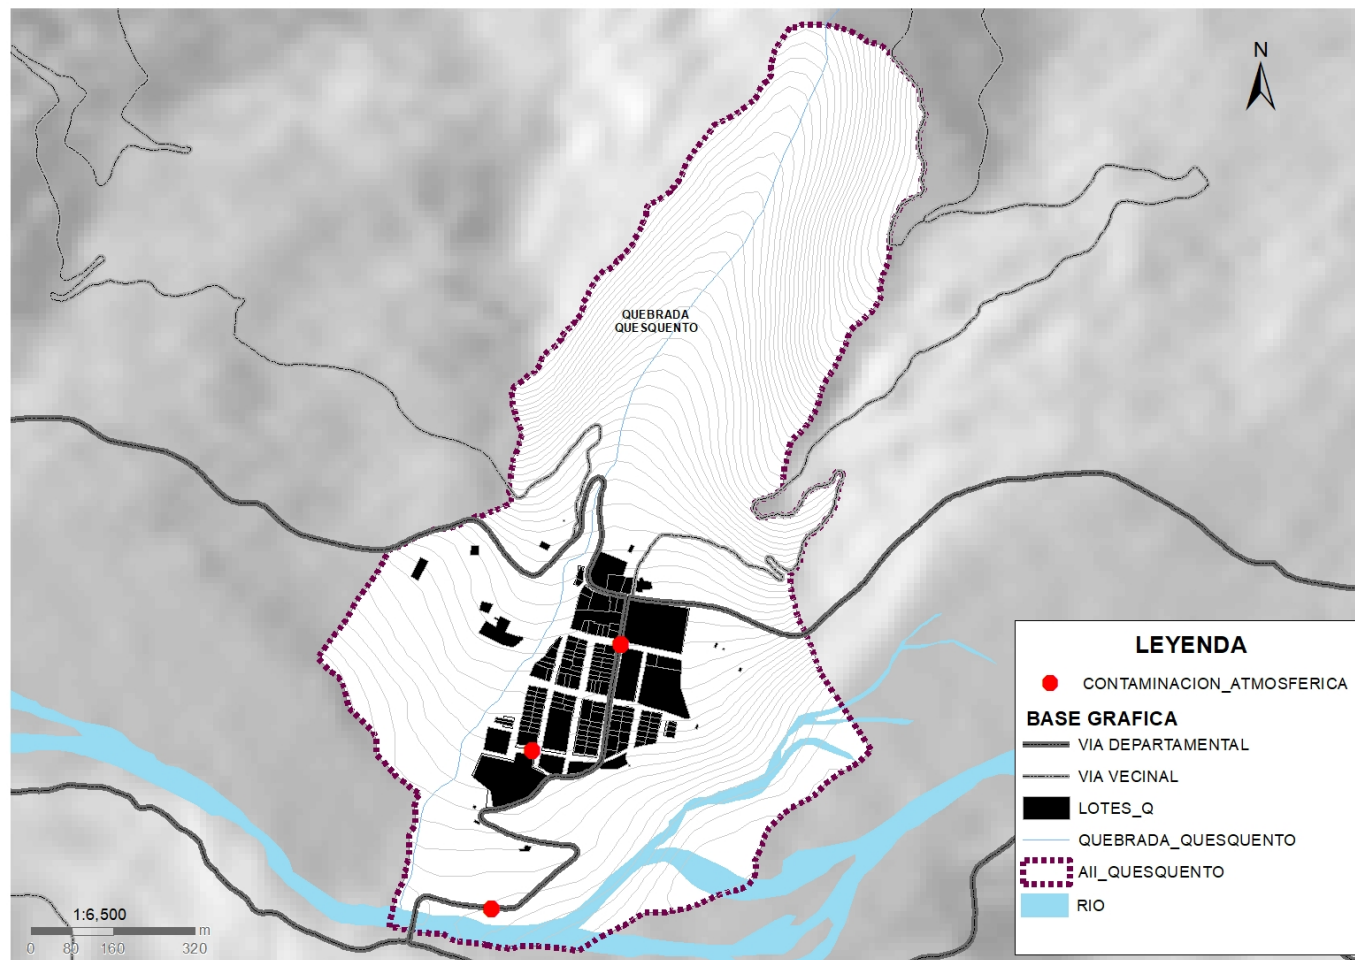 N
QUEBRADA
QUESQUENTO
LEYENDA
CONTAMINACION_ATMOSFERICA
BASE GRAFICA
VIA DEPARTAMENTAL
VIA VECINAL
LOTES_Q
QUEBRADA_QUESQUENTO
AII_QUESQUENTO
RIO
1:6,500
m
0 80 160 320